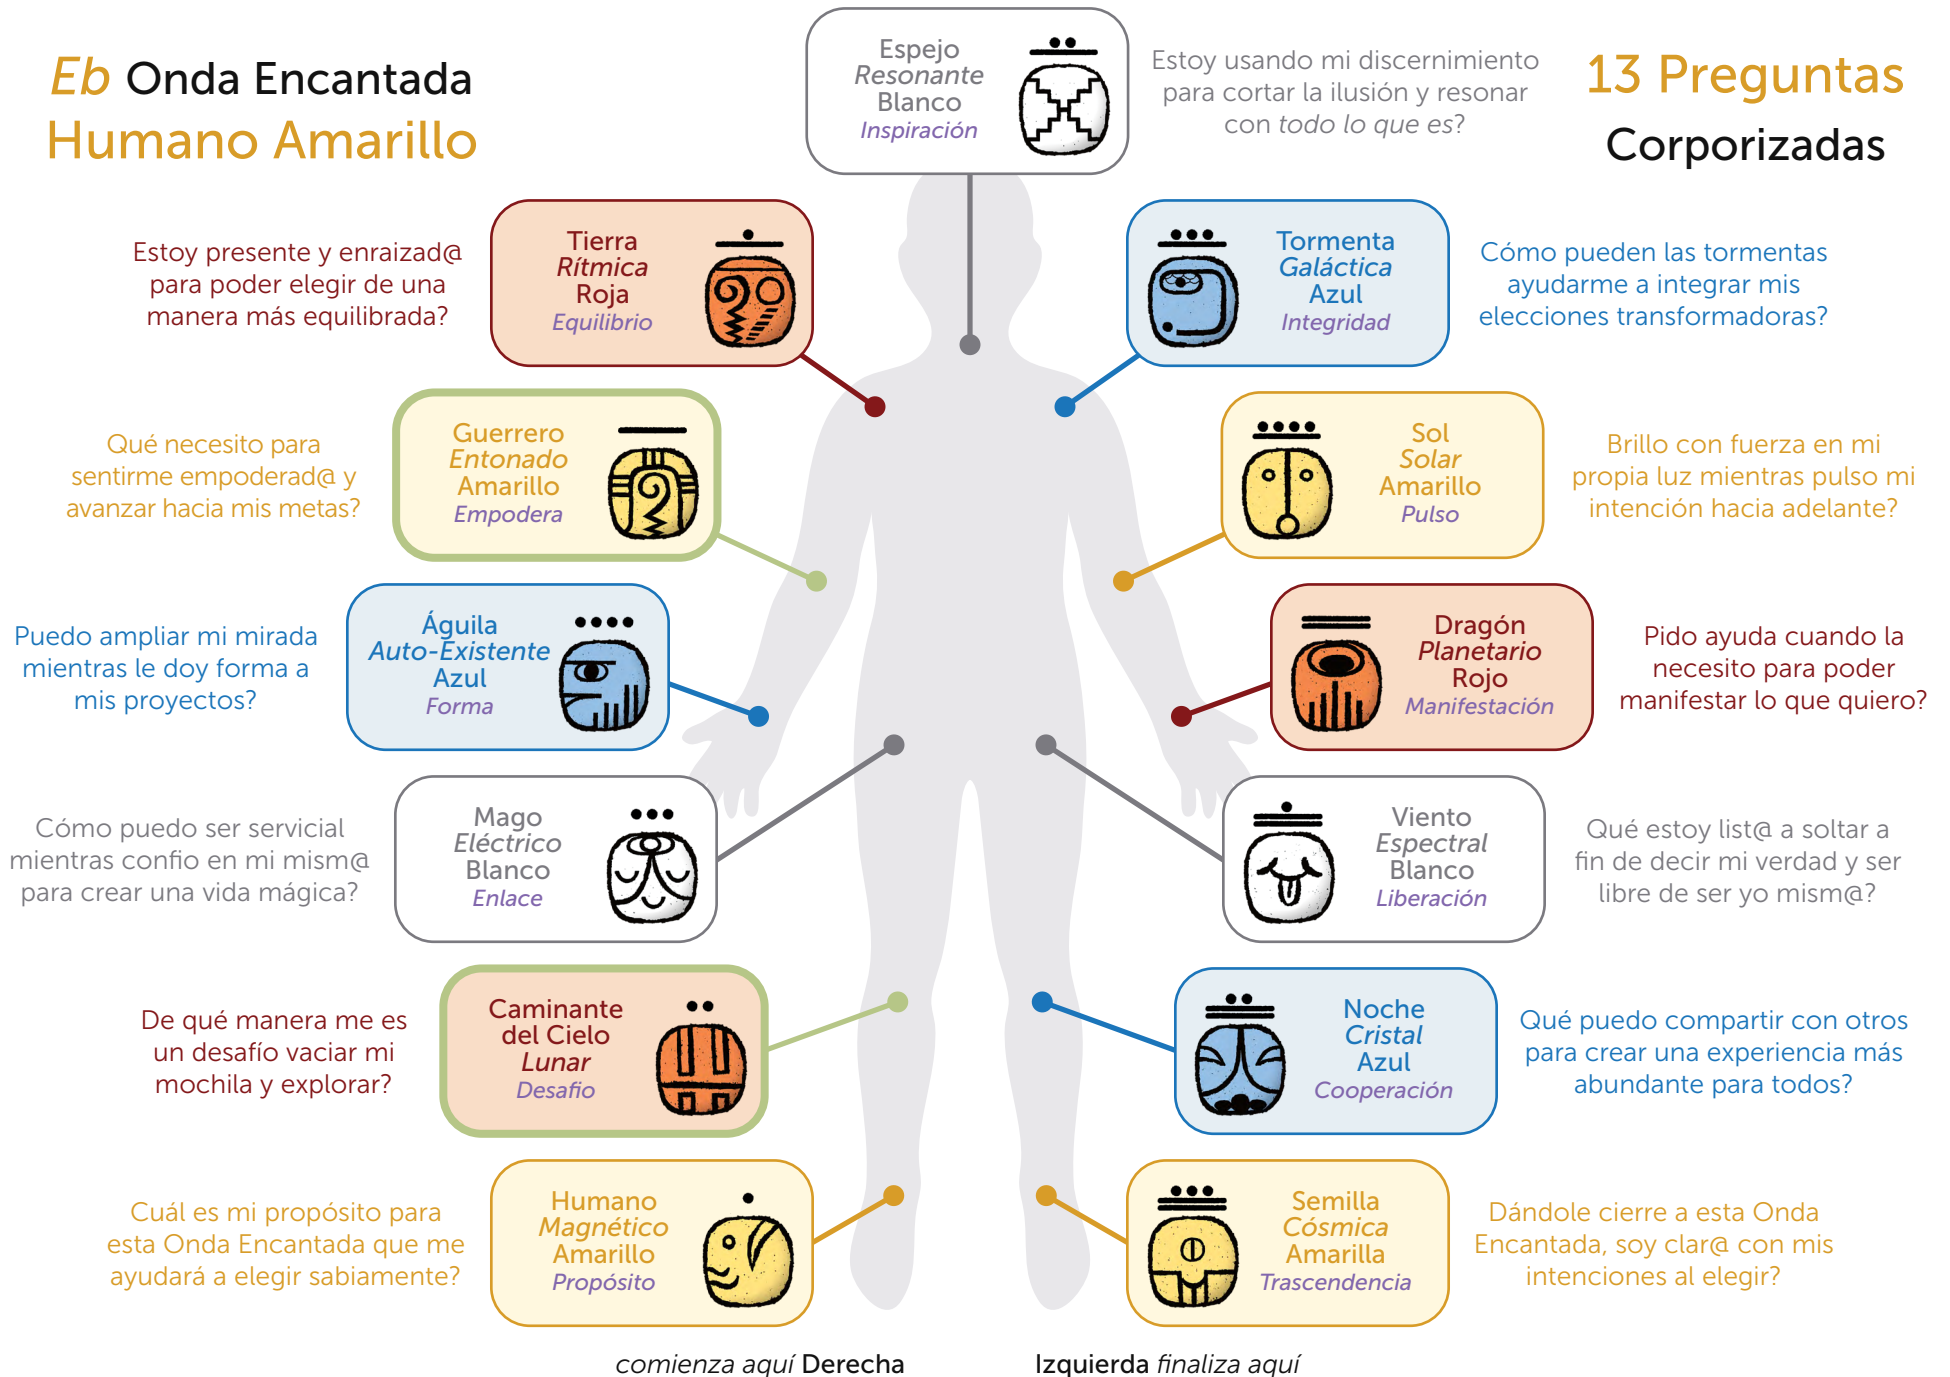 Eb Onda Encantada
Humano Amarillo
13 Preguntas
Corporizadas
Espejo
Resonante
Blanco
Inspiración
Estoy usando mi discernimiento
para cortar la ilusión y resonar
con todo lo que es?
Estoy presente y enraizad@
para poder elegir de una
manera más equilibrada?
Tierra
Rítmica
Roja
Equilibrio
Tormenta
Galáctica
Azul
Integridad
Cómo pueden las tormentas
ayudarme a integrar mis
elecciones transformadoras?
Qué necesito para
sentirme empoderad@ y
avanzar hacia mis metas?
Guerrero
Entonado
Amarillo
Empodera
Sol
Solar
Amarillo
Pulso
Brillo con fuerza en mi
propia luz mientras pulso mi
intención hacia adelante?
Puedo ampliar mi mirada
mientras le doy forma a
mis proyectos?
Águila
Auto-Existente
Azul
Forma
Dragón
Planetario
Rojo
Manifestación
Pido ayuda cuando la
necesito para poder
manifestar lo que quiero?
Cómo puedo ser servicial
mientras confio en mi mism@
para crear una vida mágica?
Mago
Eléctrico
Blanco
Enlace
Viento
Espectral
Blanco
Liberación
Qué estoy list@ a soltar a
fin de decir mi verdad y ser
libre de ser yo mism@?
De qué manera me es
un desafío vaciar mi
mochila y explorar?
Caminante
del Cielo
Lunar
Desafio
Noche
Cristal
Azul
Cooperación
Qué puedo compartir con otros
para crear una experiencia más
abundante para todos?
Cuál es mi propósito para
esta Onda Encantada que me
ayudará a elegir sabiamente?
Humano
Magnético
Amarillo
Propósito
Semilla
Cósmica
Amarilla
Trascendencia
Dándole cierre a esta Onda
Encantada, soy clar@ con mis
intenciones al elegir?
comienza aquí Derecha
Izquierda finaliza aquí